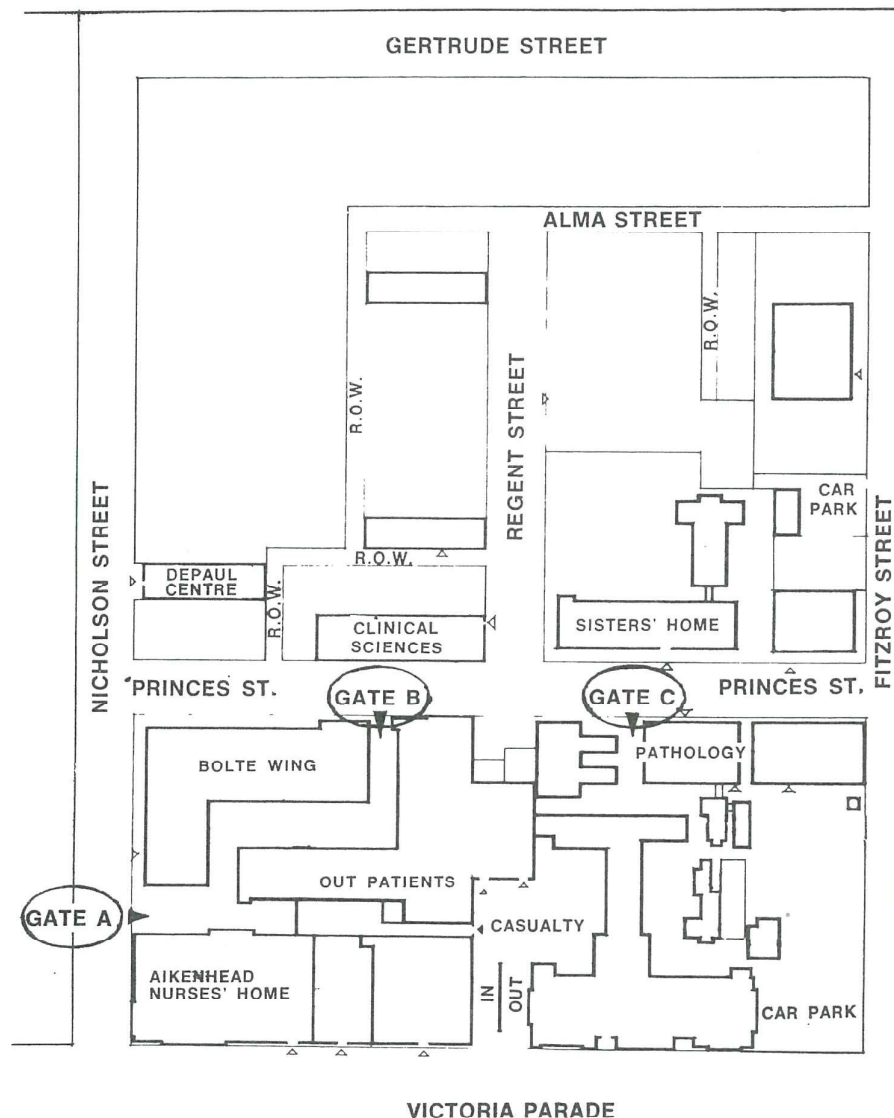 GERTRUDE STREET
ALMA STREET
R.O.W.
R.O.W.
REGENT STREET
NICHOLSON STREET
CAR
PARK
FITZROY STREET
R.O.W.
DEPAUL
CENTRE
R.O.W.
CLINICAL
SCIENCES
SISTERS' HOME
PRINCES ST.
GATE B
GATE C
PRINCES ST.
BOLTE WING
PATHOLOGY
OUT PATIENTS
GATE A
CASUALTY
AIKENHEAD
NURSES' HOME
IN
OUT
CAR PARK
VICTORIA PARADE